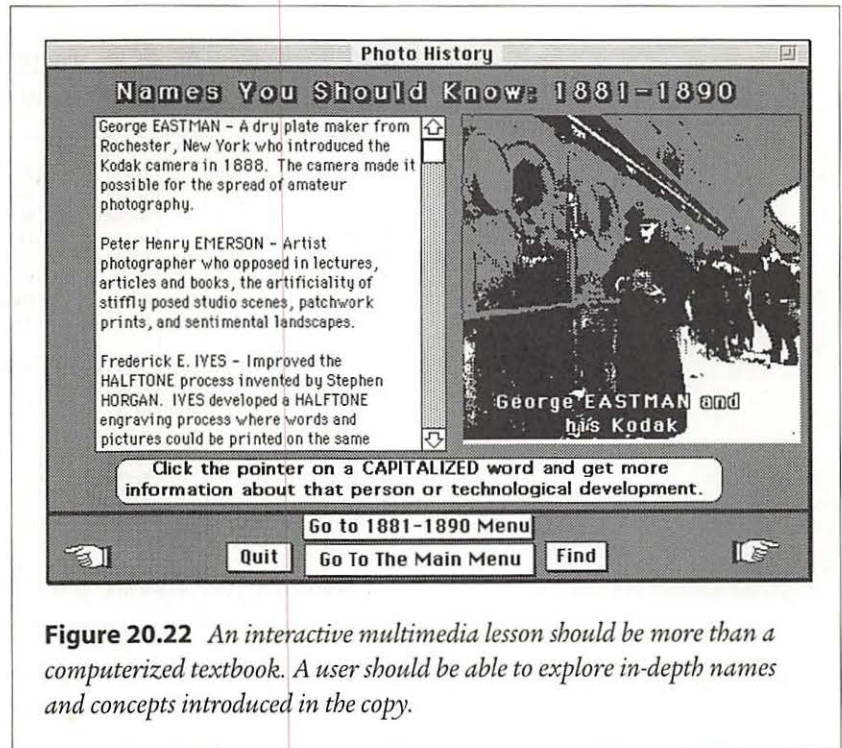 Photo History
Names You Should Know: 1881-1890
George EASTMAN - A dry plate maker from
Rochester, New York who introduced the
Kodak camera in 1888. The camera made it
possible for the spread of amateur
photography.
Peter Henry EMERSON - Artist
photographer who opposed in lectures,
articles and books, the artificiality of
stiffly posed studio scenes, patchwork
prints, and sentimental landscapes.
Frederick E. IVES - Improved the
HALFTONE process invented by Stephen
HORGAN. IVES developed a HALFTONE
engraving process where words and
pictures could be printed on the same
George EASTMAN and
his Kodak
Click the pointer on a CAPITALIZED word and get more
information about that person or technological development.
Go to 1881-1890 Menu
Quit
Go To The Main Menu
Find
Figure 20.22 An interactive multimedia lesson should be more than a
computerized textbook. A user should be able to explore in-depth names
and concepts introduced in the copy.